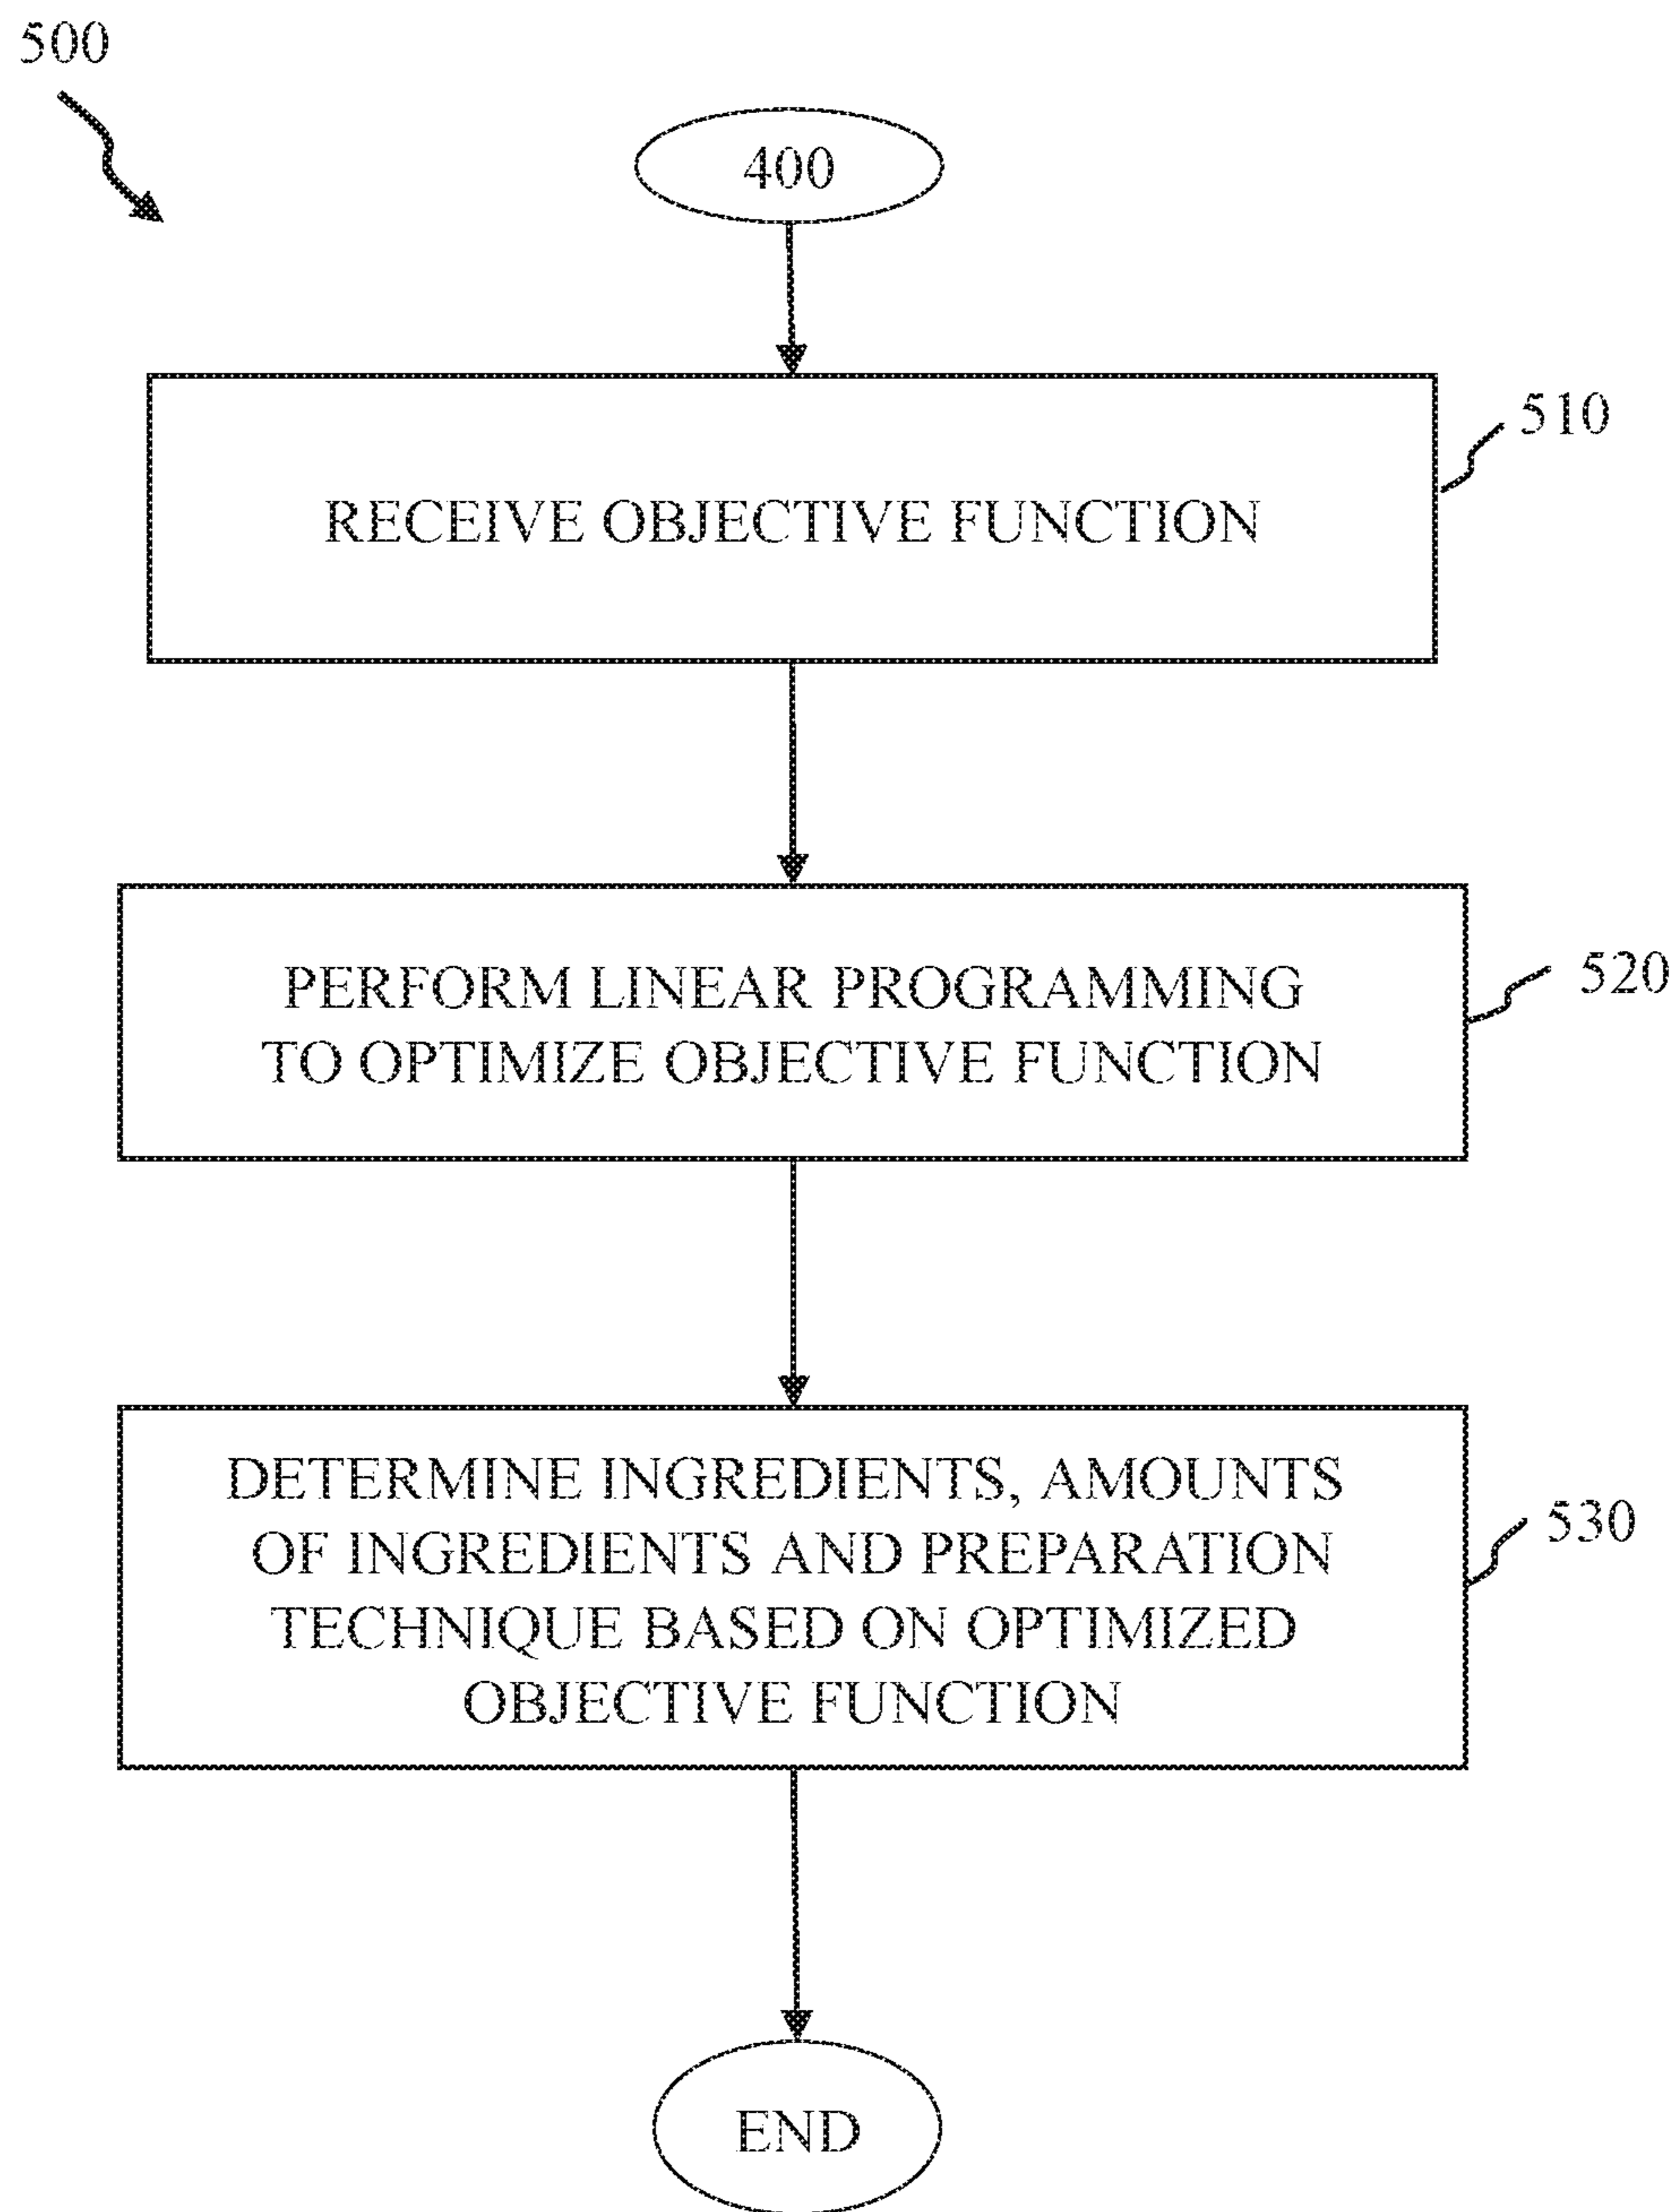 500
400
510
RECEIVE OBJECTIVE FUNCTION
520
PERFORM LINEAR PROGRAMMING
TO OPTIMIZE OBJECTIVE FUNCTION
530
DETERMINE INGREDIENTS, AMOUNTS
OF INGREDIENTS AND PREPARATION
TECHNIQUE BASED ON OPTIMIZED
OBJECTIVE FUNCTION
END